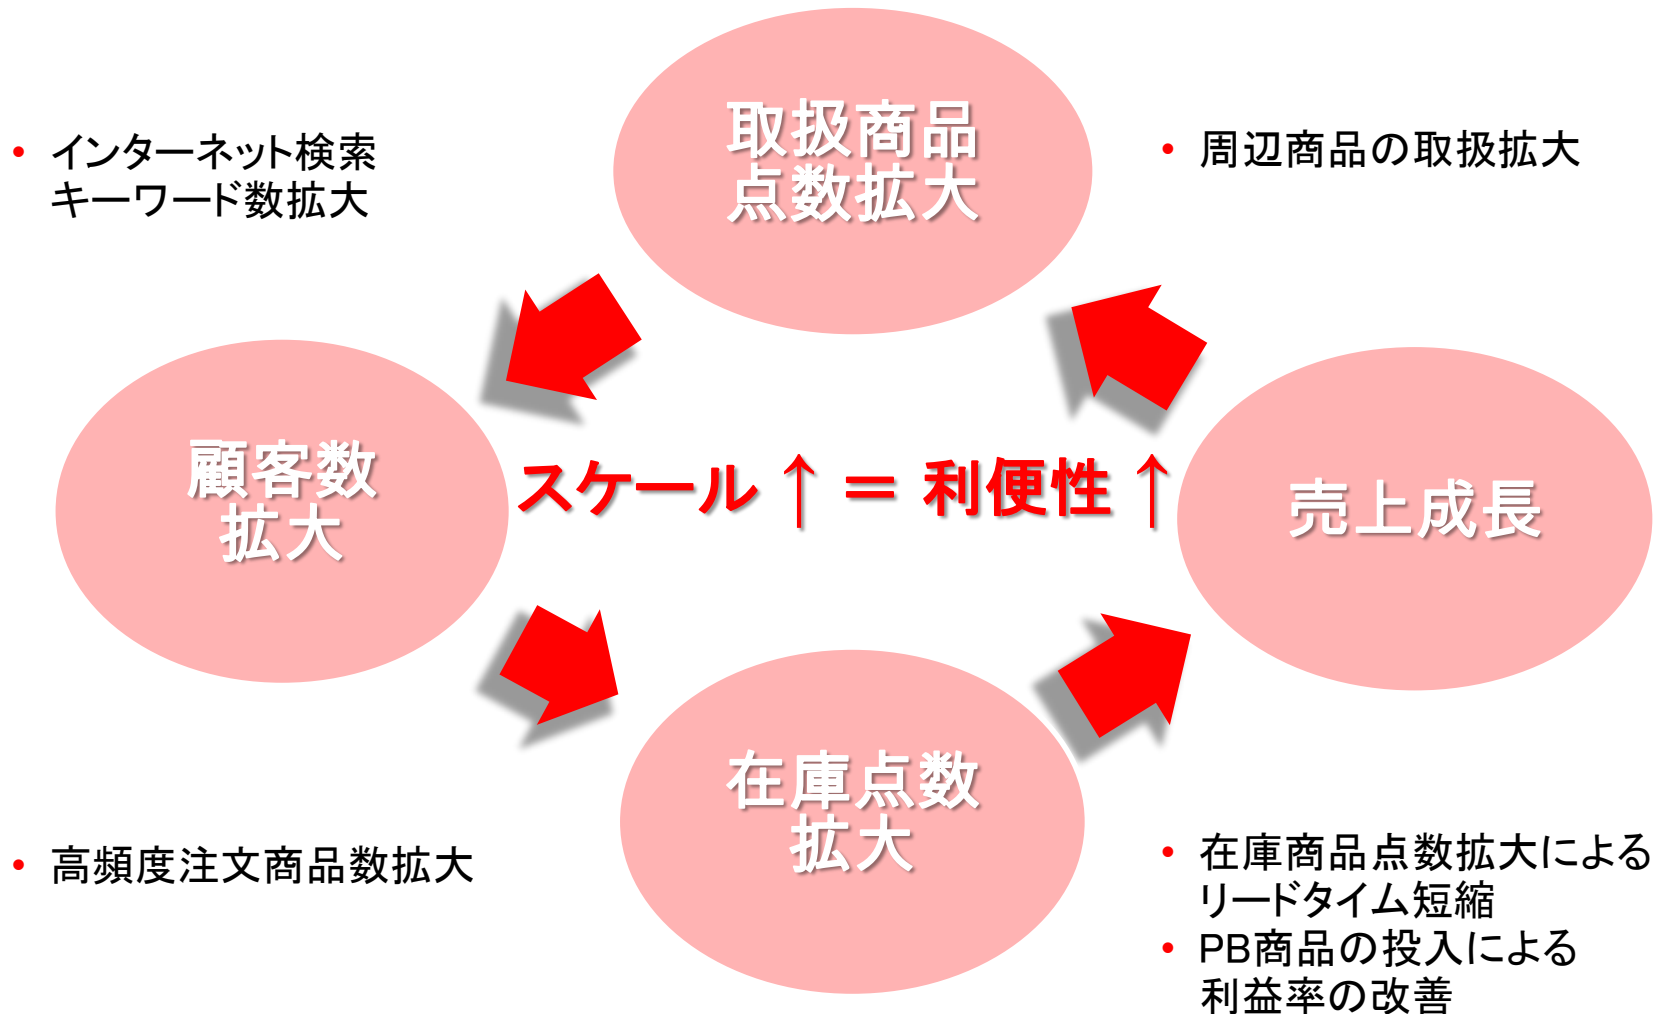 取扱商品
点数拡大
• インターネット検索
キーワード数拡大
• 周辺商品の取扱拡大
顧客数
拡大
スケール↑＝利便性↑
売上成長
在庫点数
拡大
• 高頻度注文商品数拡大
• 在庫商品点数拡大による
リードタイム短縮
• PB商品の投入による
利益率の改善